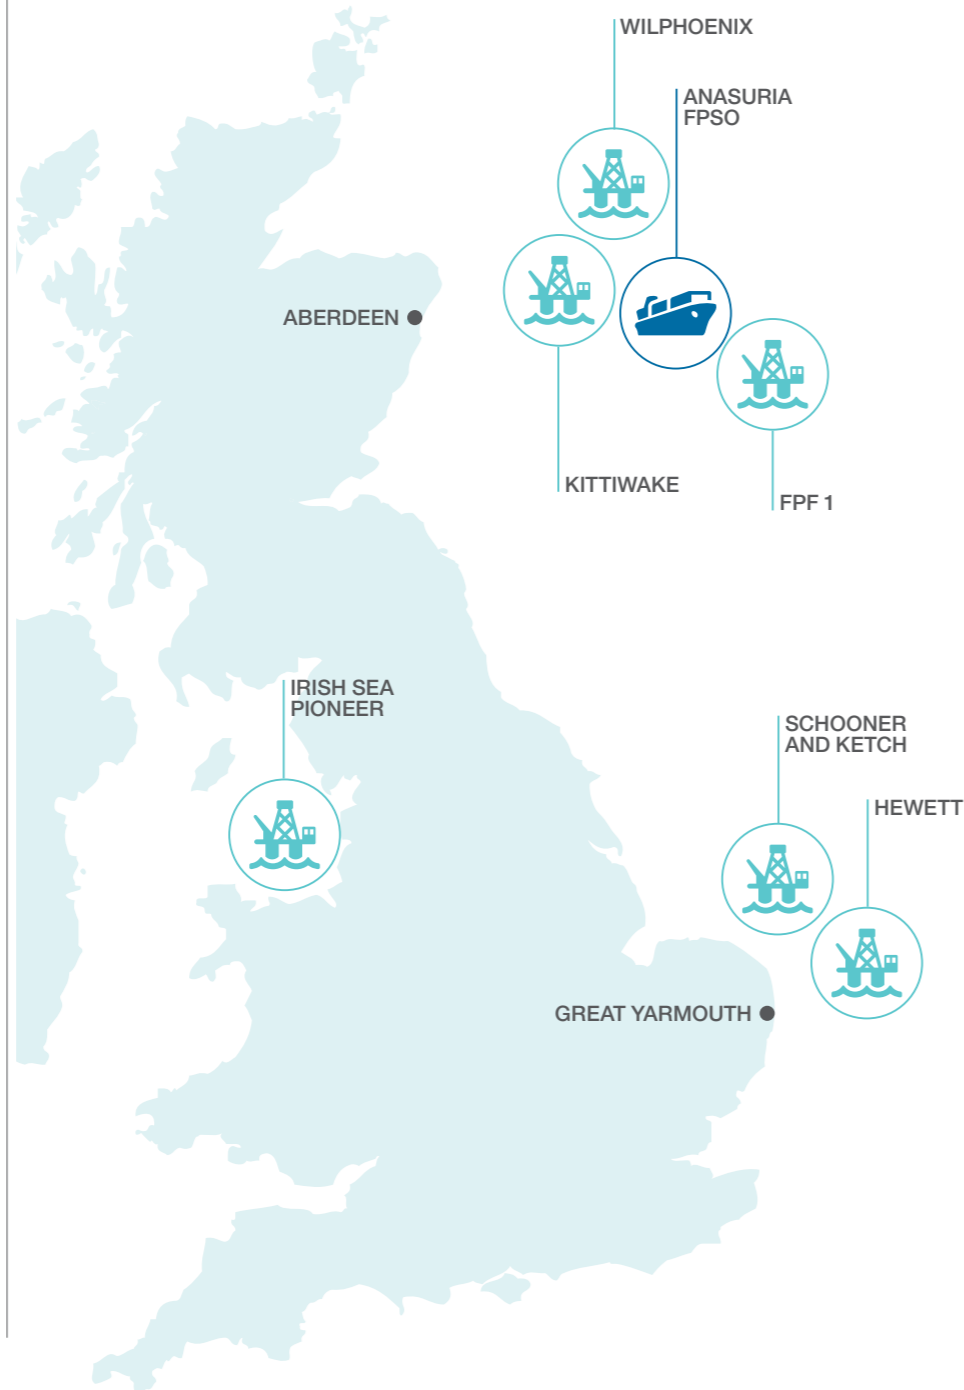 WILPHOENIX
ANASURIA
FPSO
ABERDEEN
KITTIWAKE
FPF 1
IRISH SEA
PIONEER
SCHOONER
AND KETCH
HEWETT
GREAT YARMOUTH